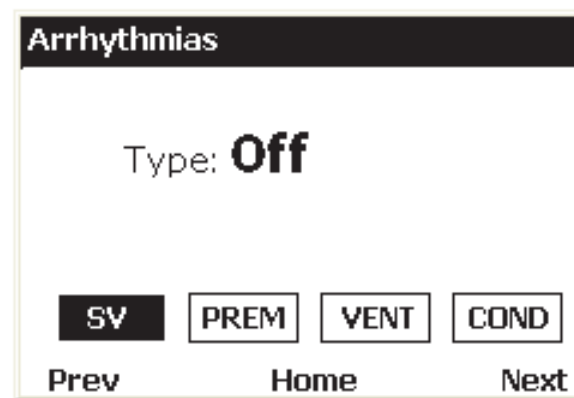 Arrhythmias
Type: Off
SV PREM VENT COND
Prev Home Next